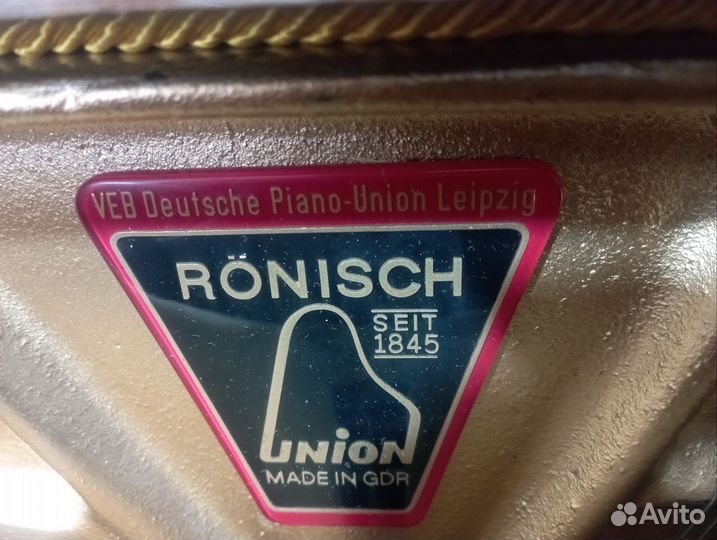 VEB Deutsche Piano-Union Leipzig
RÖNISCH
SEIT
1845
UNION
MADE IN GDR
Avito